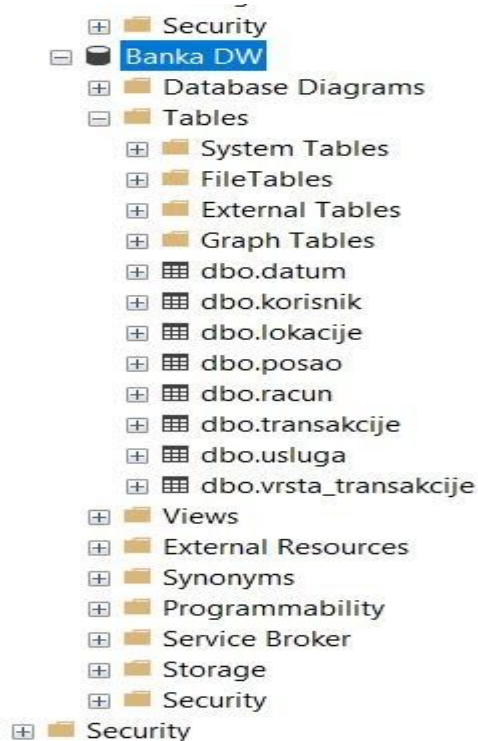 Security
Banka DW
Database Diagrams
Tables
System Tables
FileTables
External Tables
Graph Tables
dbo.datum
dbo.korisnik
dbo.lokacije
dbo.posao
dbo.racun
dbo.transakcije
dbo.usluga
dbo.vrsta_transakcije
Views
External Resources
Synonyms
Programmability
Service Broker
Storage
Security
Security